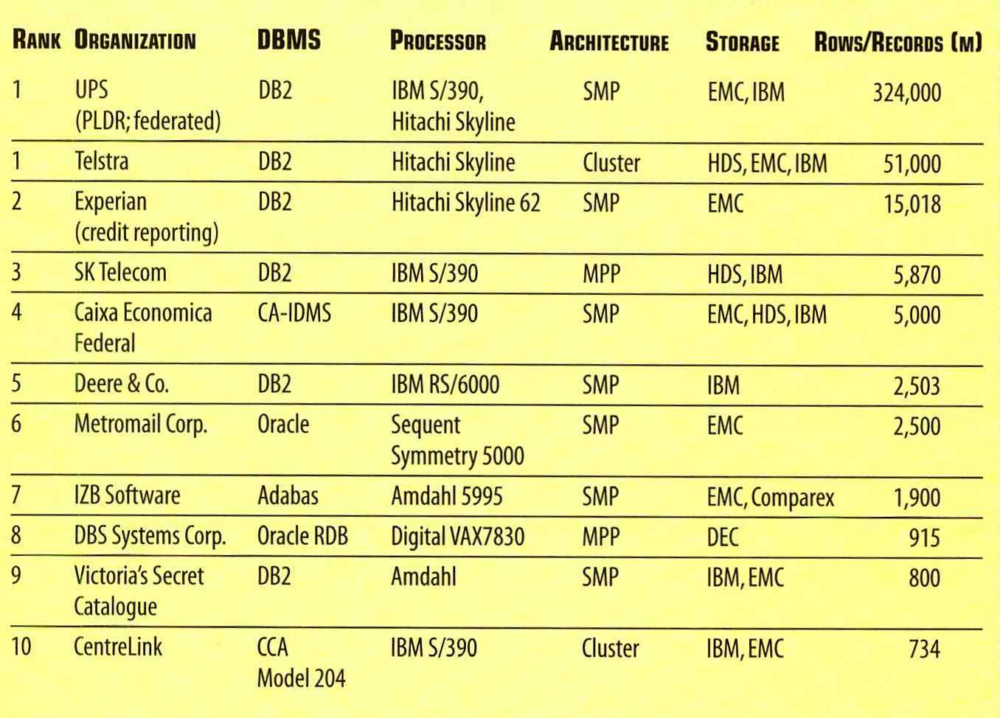 RANK ORGANIZATION DBMS PROCESSOR ARCHITECTURE STORAGE ROWS/RECORDS (M)
1 UPS DB2 IBM S/390, SMP EMC, IBM 324,000
(PLDR; federated) Hitachi Skyline
1 Telstra DB2 Hitachi Skyline Cluster HDS, EMC, IBM 51,000
2 Experian DB2 Hitachi Skyline 62 SMP EMC 15,018
(credit reporting)
3 SK Telecom DB2 IBM S/390 MPP HDS, IBM 5,870
4 Caixa Economica CA-IDMS IBM S/390 SMP EMC, HDS, IBM 5,000
Federal
5 Deere & Co. DB2 IBM RS/6000 SMP IBM 2,503
6 Metromail Corp. Oracle Sequent SMP EMC 2,500
Symmetry 5000
7 IZB Software Adabas Amdahl 5995 SMP EMC, Comparex 1,900
8 DBS Systems Corp. Oracle RDB Digital VAX7830 MPP DEC 915
9 Victoria's Secret DB2 Amdahl SMP IBM, EMC 800
Catalogue
10 CentreLink CCA IBM S/390 Cluster IBM, EMC 734
Model 204